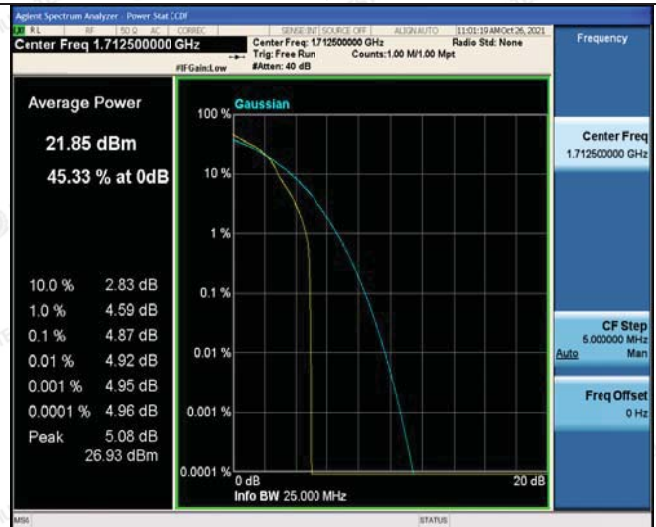 Agilent Spectrum Analyzer - Power Stat CCDF
RL RF 50 Ω AC CORREC SENSE:INT SOURCE OFF ALIGN AUTO 11:01:19 AM Oct 26, 2021
Center Freq 1.712500000 GHz
Center Freq: 1.712500000 GHz Radio Std: None
Trig: Free Run Counts:1.00 M/1.00 Mpt
#IFGain:Low #Atten: 40 dB
Frequency
Average Power
21.85 dBm
45.33 % at 0dB
10.0 % 2.83 dB
1.0 % 4.59 dB
0.1 % 4.87 dB
0.01 % 4.92 dB
0.001 % 4.95 dB
0.0001 % 4.96 dB
Peak 5.08 dB
26.93 dBm
Gaussian
100 %
10 %
1 %
0.1 %
0.01 %
0.001 %
0.0001 %
0 dB 20 dB
Info BW 25.000 MHz
Center Freq
1.712500000 GHz
CF Step
5.000000 MHz
Auto Man
Freq Offset
0 Hz
MSG STATUS